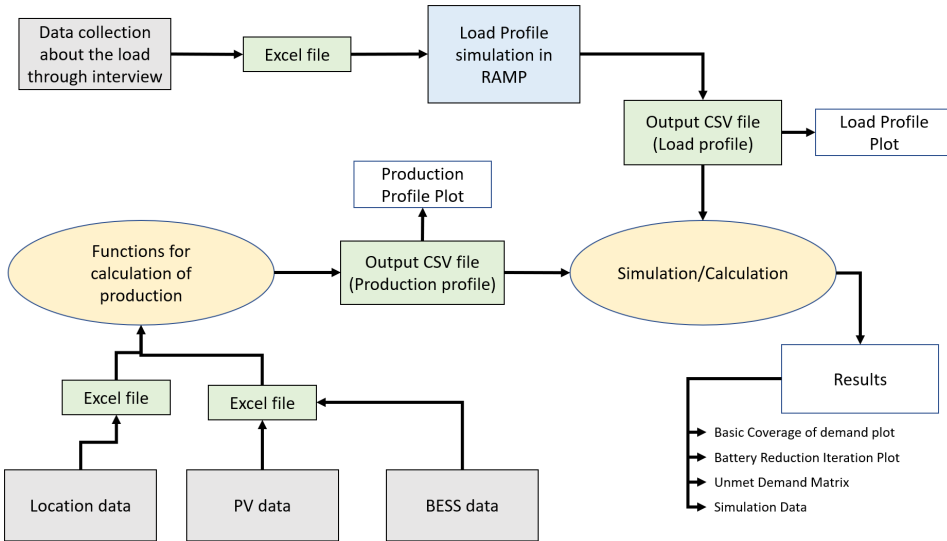 Data collection
about the load
through interview
Excel file
Load Profile
simulation in
RAMP
Output CSV file
(Load profile)
Load Profile
Plot
Production
Profile Plot
Functions for
calculation of
production
Output CSV file
(Production profile)
Simulation/Calculation
Excel file
Excel file
Results
Location data
PV data
BESS data
Basic Coverage of demand plot
Battery Reduction Iteration Plot
Unmet Demand Matrix
Simulation Data